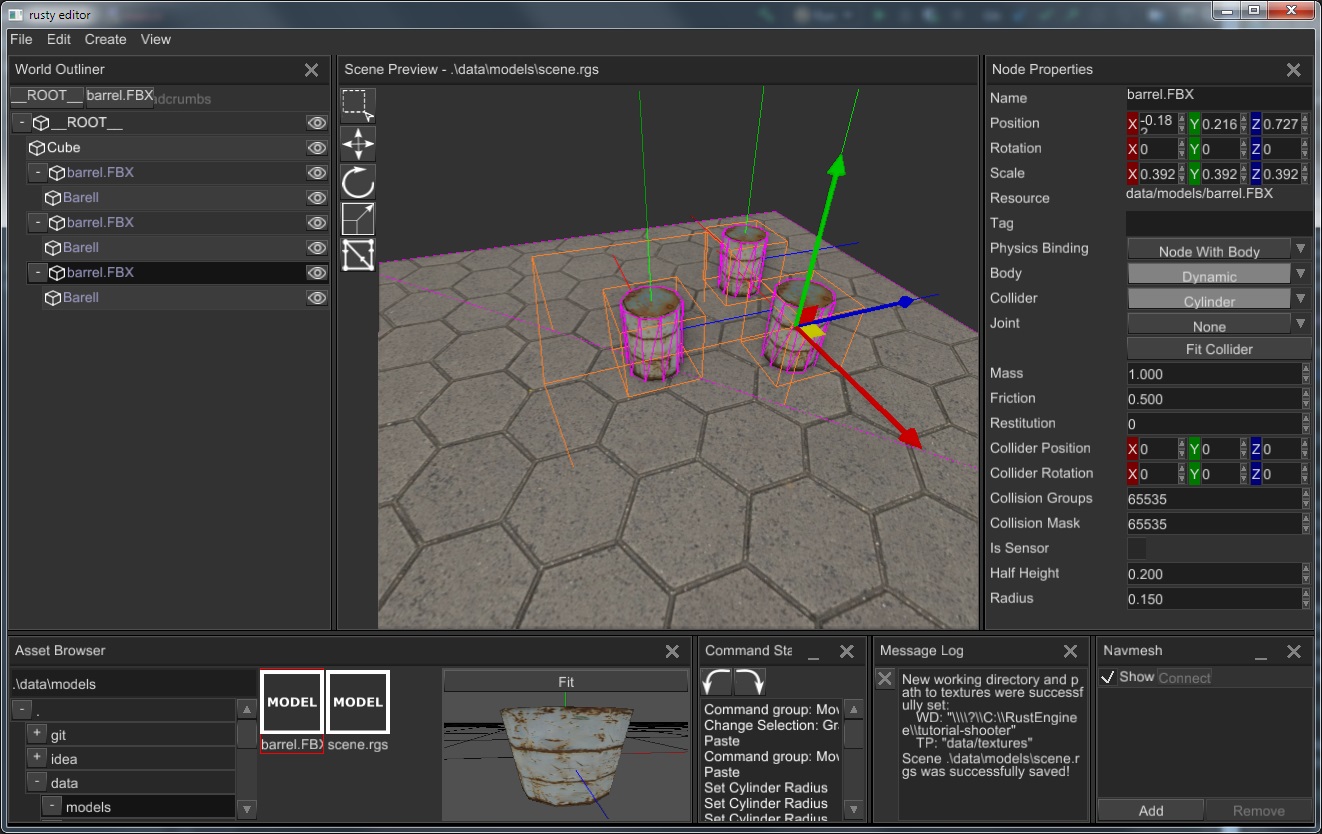 rusty editor
File Edit Create View
World Outliner
__ROOT__ barrel.FBX adcrumbs
- __ROOT__
Cube
- barrel.FBX
Barell
- barrel.FBX
Barell
- barrel.FBX
Barell
Scene Preview - .\data\models\scene.rgs
Node Properties
Name barrel.FBX
Position X -0.18 Y 0.216 Z 0.727
Rotation X 0 Y 0 Z 0
Scale X 0.392 Y 0.392 Z 0.392
Resource data/models/barrel.FBX
Tag
Physics Binding Node With Body
Body Dynamic
Collider Cylinder
Joint None
Fit Collider
Mass 1.000
Friction 0.500
Restitution 0
Collider Position X 0 Y 0 Z 0
Collider Rotation X 0 Y 0 Z 0
Collision Groups 65535
Collision Mask 65535
Is Sensor
Half Height 0.200
Radius 0.150
Asset Browser
.\data\models
- .
+ git
+ idea
- data
- models
MODEL MODEL
barrel.FBX scene.rgs
Fit
Command Sta
Command group: Mov
Change Selection: Gra
Paste
Command group: Mov
Paste
Set Cylinder Radius
Set Cylinder Radius
Set Cylinder Radius
Message Log
New working directory and p
ath to textures were successf
ully set:
WD: "\\\\?\\C:\\RustEngin
e\\tutorial-shooter"
TP: "data/textures"
Scene .\data\models\scene.r
gs was successfully saved!
Navmesh
Show Connect
Add Remove